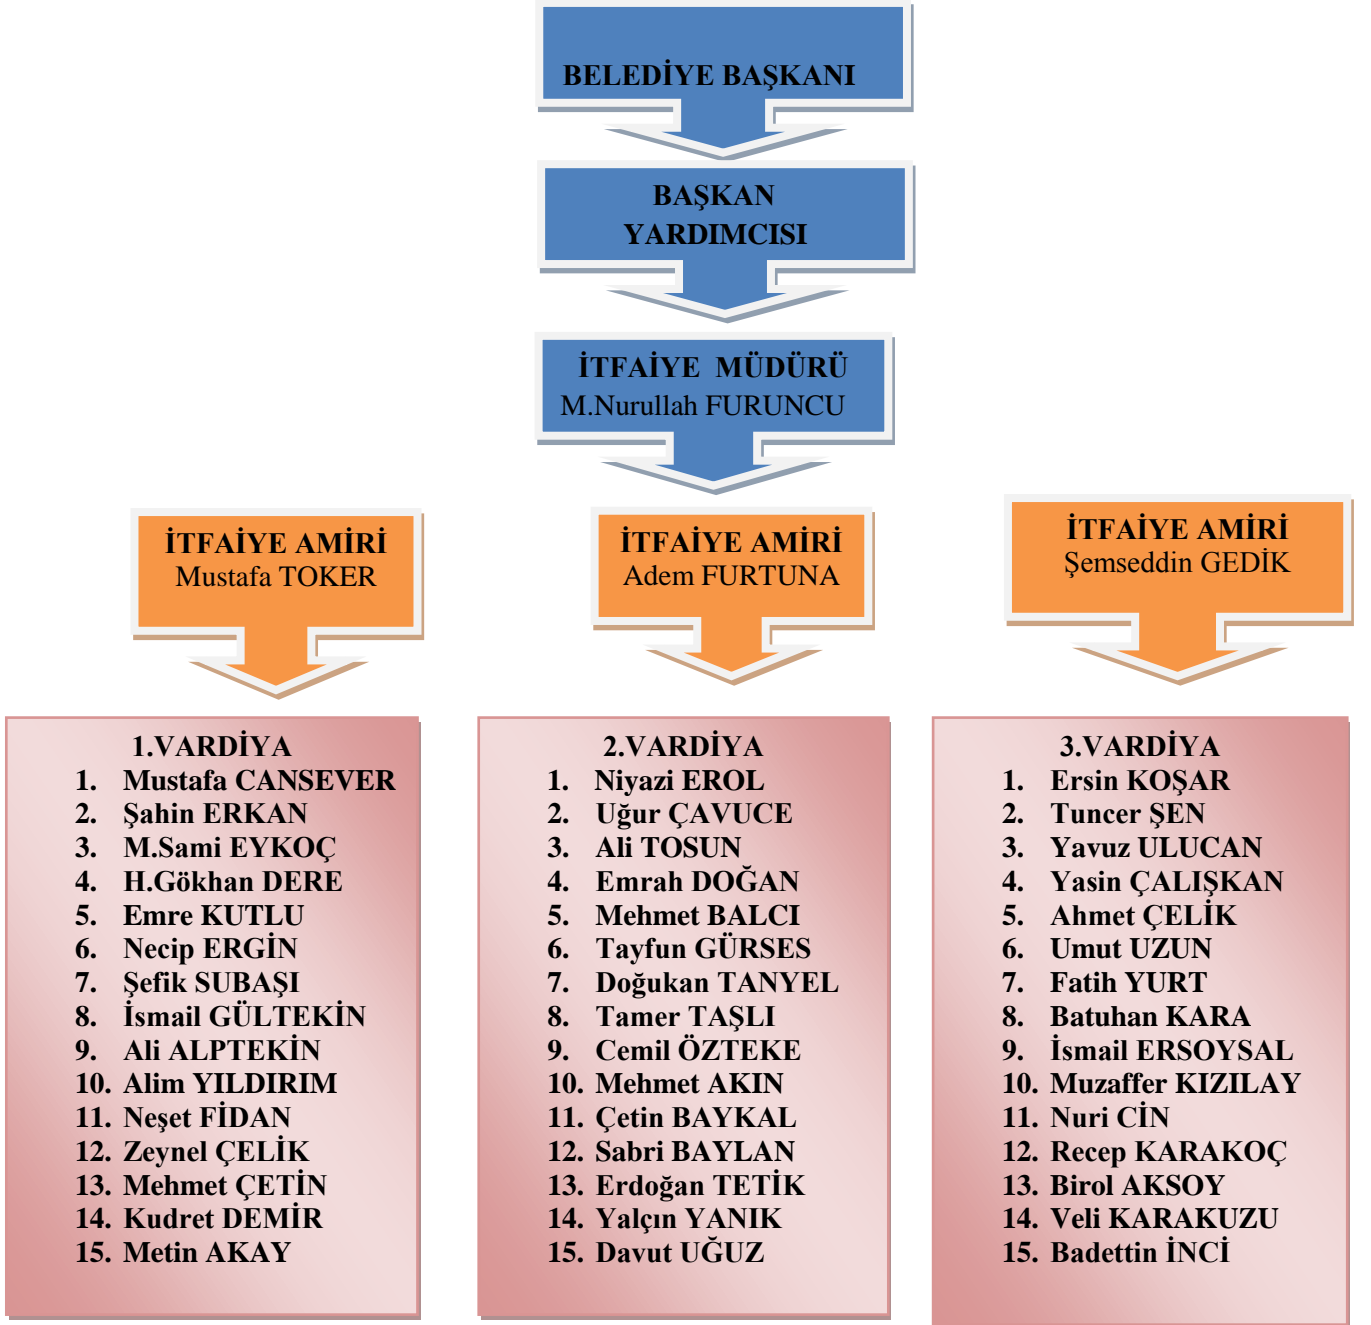 BELEDİYE BAŞKANI
BAŞKAN
YARDIMCISI
İTFAİYE MÜDÜRÜ
M.Nurullah FURUNCU
İTFAİYE AMİRİ
Mustafa TOKER
İTFAİYE AMİRİ
Adem FURTUNA
İTFAİYE AMİRİ
Şemseddin GEDİK
1.VARDİYA
1. Mustafa CANSEVER
2. Şahin ERKAN
3. M.Sami EYKOÇ
4. H.Gökhan DERE
5. Emre KUTLU
6. Necip ERGİN
7. Şefik SUBAŞI
8. İsmail GÜLTEKİN
9. Ali ALPTEKİN
10. Alim YILDIRIM
11. Neşet FİDAN
12. Zeynel ÇELİK
13. Mehmet ÇETİN
14. Kudret DEMİR
15. Metin AKAY
2.VARDİYA
1. Niyazi EROL
2. Uğur ÇAVUCE
3. Ali TOSUN
4. Emrah DOĞAN
5. Mehmet BALCI
6. Tayfun GÜRSES
7. Doğukan TANYEL
8. Tamer TAŞLI
9. Cemil ÖZTEKE
10. Mehmet AKIN
11. Çetin BAYKAL
12. Sabri BAYLAN
13. Erdoğan TETİK
14. Yalçın YANIK
15. Davut UĞUZ
3.VARDİYA
1. Ersin KOŞAR
2. Tuncer ŞEN
3. Yavuz ULUCAN
4. Yasin ÇALIŞKAN
5. Ahmet ÇELİK
6. Umut UZUN
7. Fatih YURT
8. Batuhan KARA
9. İsmail ERSOYSAL
10. Muzaffer KIZILAY
11. Nuri CİN
12. Recep KARAKOÇ
13. Birol AKSOY
14. Veli KARAKUZU
15. Badettin İNCİ